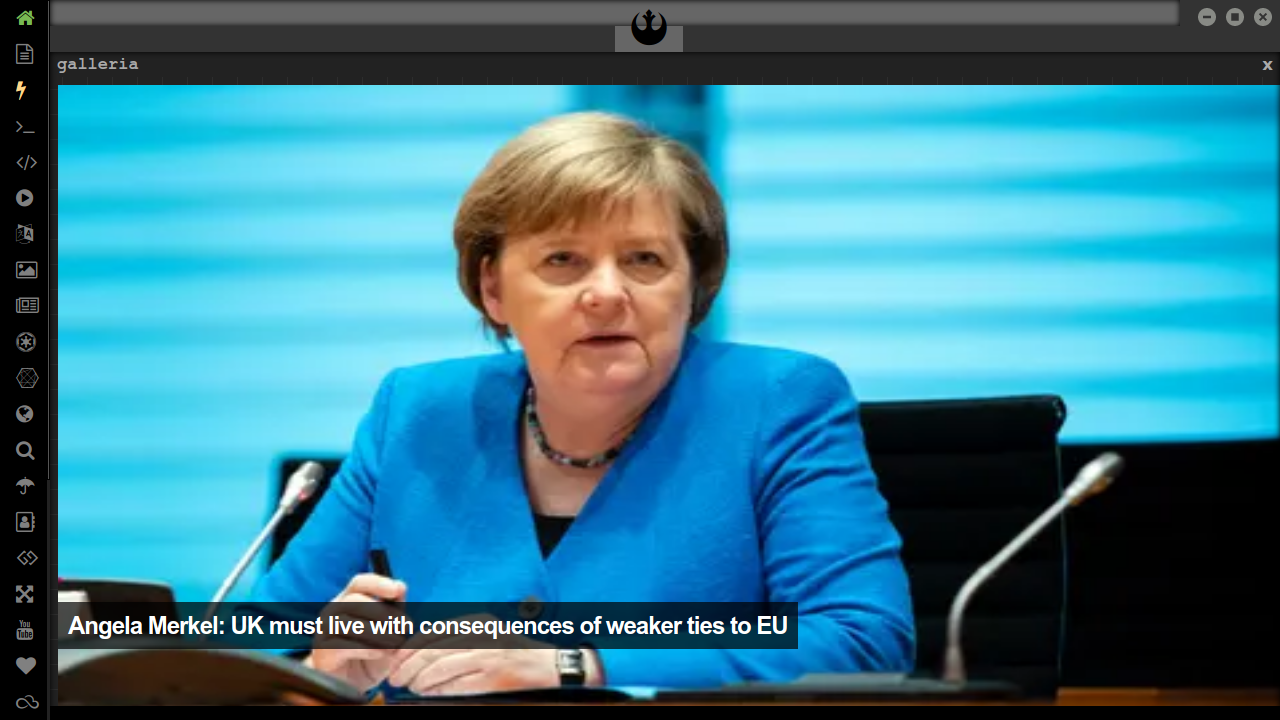 galleria
x
Angela Merkel: UK must live with consequences of weaker ties to EU
You
Tube